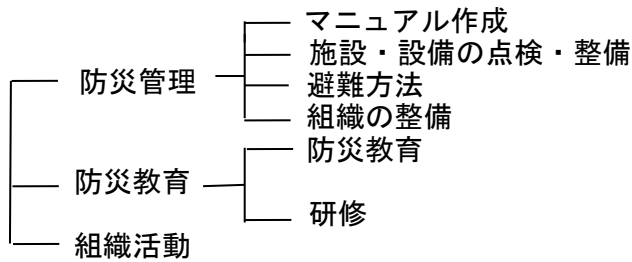 防災管理
マニュアル作成
施設・設備の点検・整備
避難方法
組織の整備
防災教育
防災教育
研修
組織活動